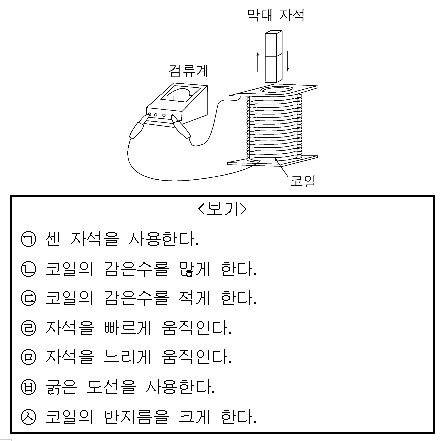 막대 자석
검류계
코일
<보기>
㉠ 센 자석을 사용한다.
㉡ 코일의 감은수를 많게 한다.
㉢ 코일의 감은수를 적게 한다.
㉣ 자석을 빠르게 움직인다.
㉤ 자석을 느리게 움직인다.
㉥ 굵은 도선을 사용한다.
㉦ 코일의 반지름을 크게 한다.